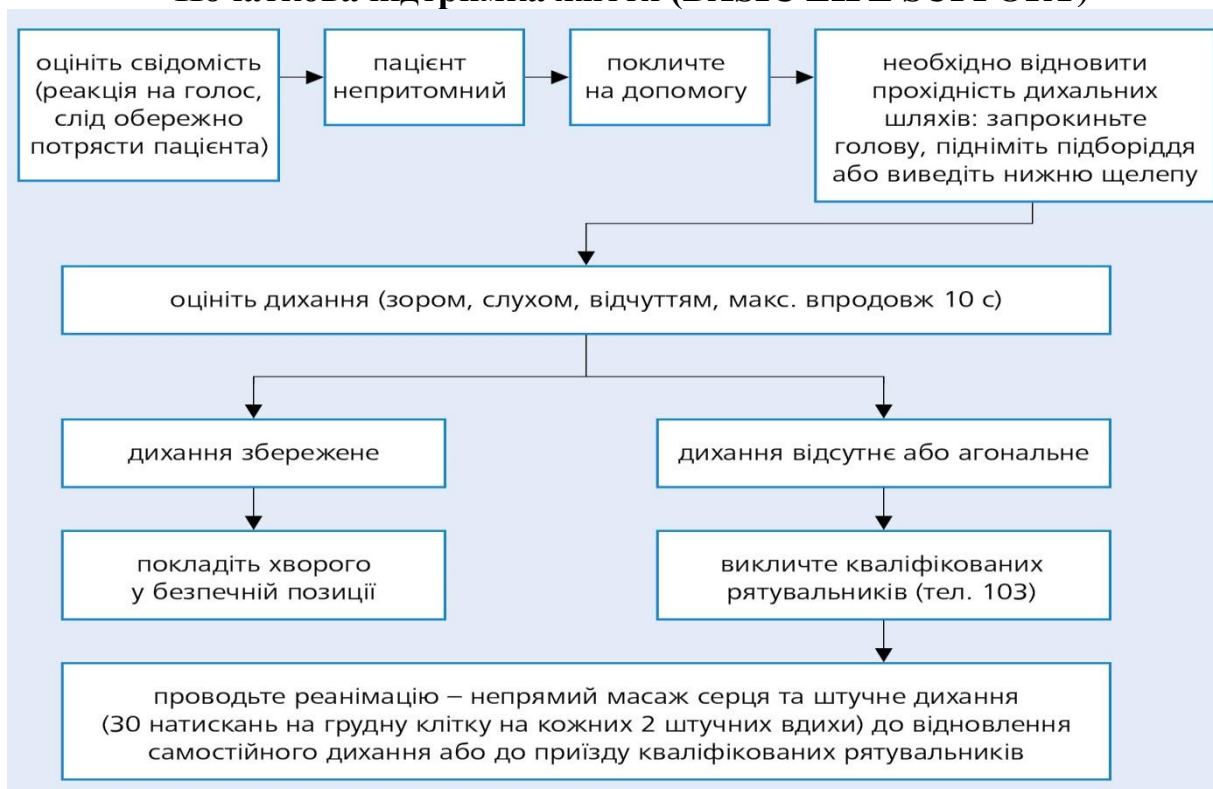 оцініть свідомість
(реакція на голос,
слід обережно
потрясти пацієнта)
пацієнт
непритомний
покличте
на допомогу
необхідно відновити
прохідність дихальних
шляхів: запрокиньте
голову, підніміть підборіддя
або виведіть нижню щелепу
оцініть дихання (зором, слухом, відчуттям, макс. впродовж 10 с)
дихання збережене
дихання відсутнє або агональне
покладіть хворого
у безпечній позиції
викличте кваліфікованих
рятувальників (тел. 103)
проводьте реанімацію – непрямий масаж серця та штучне дихання
(30 натискань на грудну клітку на кожних 2 штучних вдихи) до відновлення
самостійного дихання або до приїзду кваліфікованих рятувальників